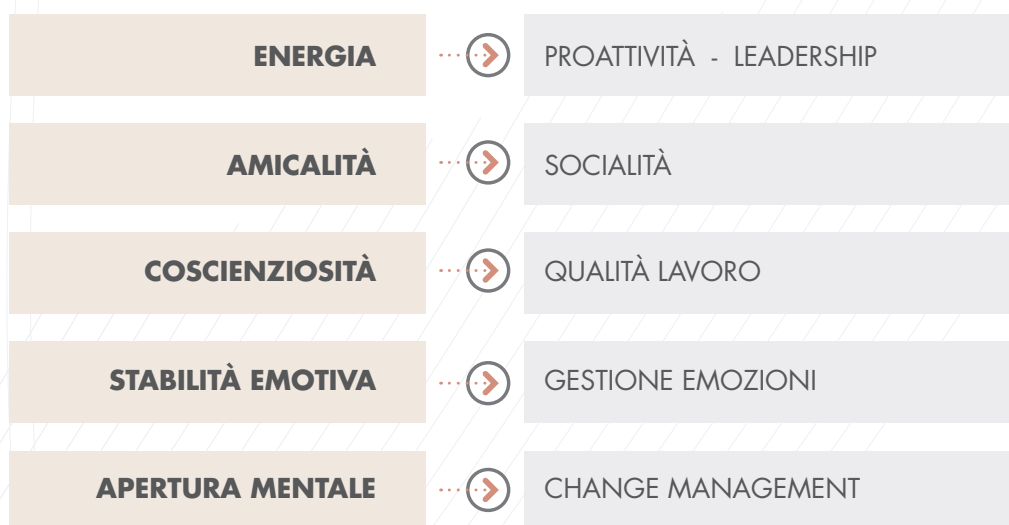 ENERGIA PROATTIVITÀ - LEADERSHIP
AMICALITÀ SOCIALITÀ
COSCIENZIOSITÀ QUALITÀ LAVORO
STABILITÀ EMOTIVA GESTIONE EMOZIONI
APERTURA MENTALE CHANGE MANAGEMENT